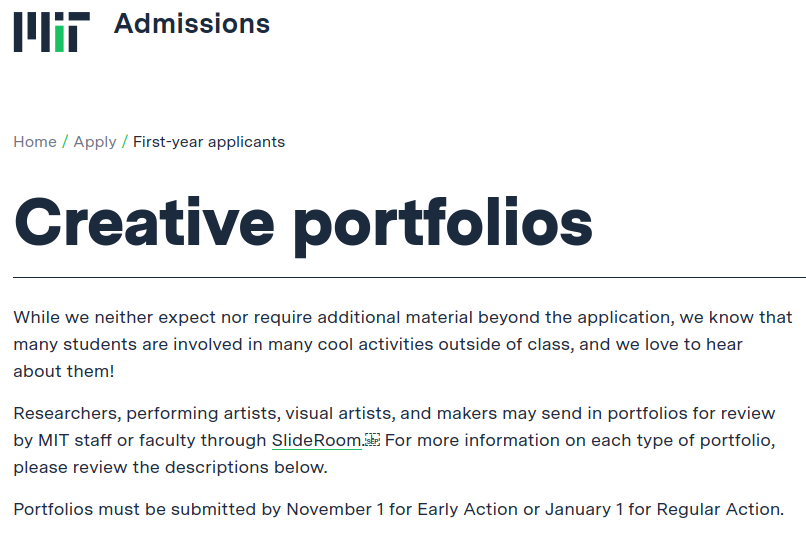 MIT Admissions
Home / Apply / First-year applicants
Creative portfolios
While we neither expect nor require additional material beyond the application, we know that
many students are involved in many cool activities outside of class, and we love to hear
about them!
Researchers, performing artists, visual artists, and makers may send in portfolios for review
by MIT staff or faculty through SlideRoom. For more information on each type of portfolio,
please review the descriptions below.
Portfolios must be submitted by November 1 for Early Action or January 1 for Regular Action.